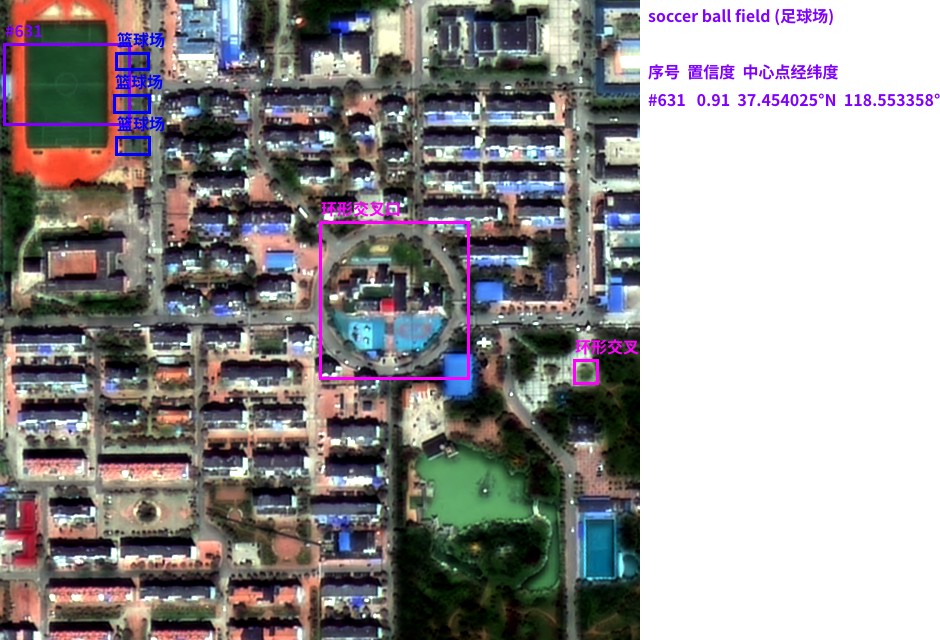 soccer ball field (足球场)
序号 置信度 中心点经纬度
#631 0.91 37.454025°N 118.553358°
#631
篮球场
篮球场
篮球场
环形交叉口
环形交叉